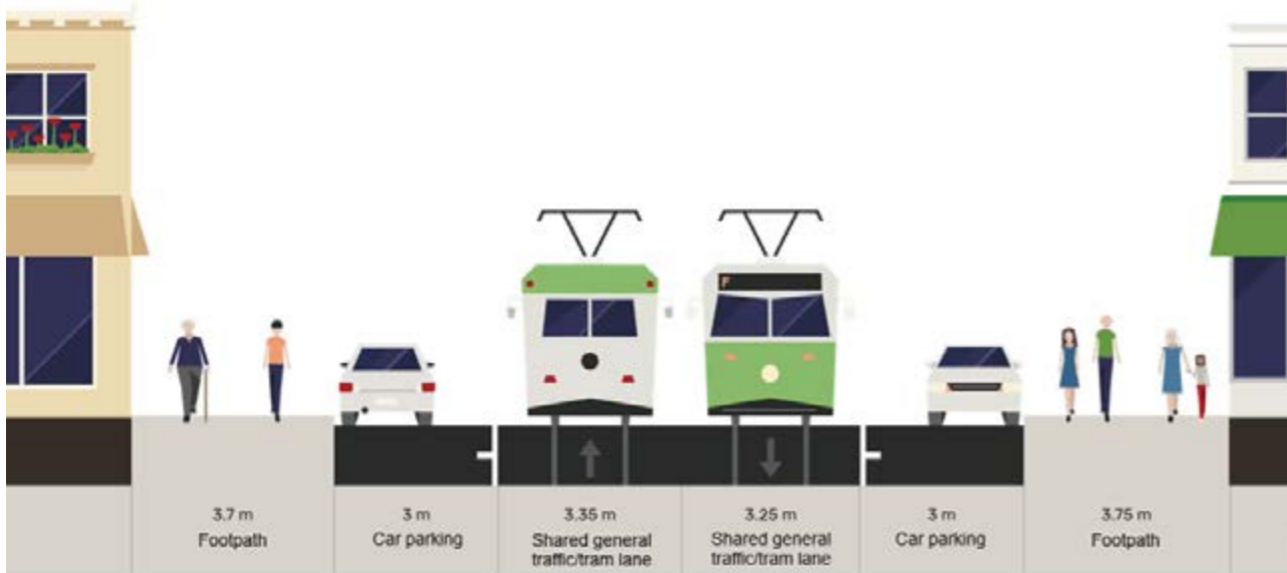 F
3.7 m
Footpath
3 m
Car parking
3.35 m
Shared general
traffic/tram lane
3.25 m
Shared general
traffic/tram lane
3 m
Car parking
3.75 m
Footpath